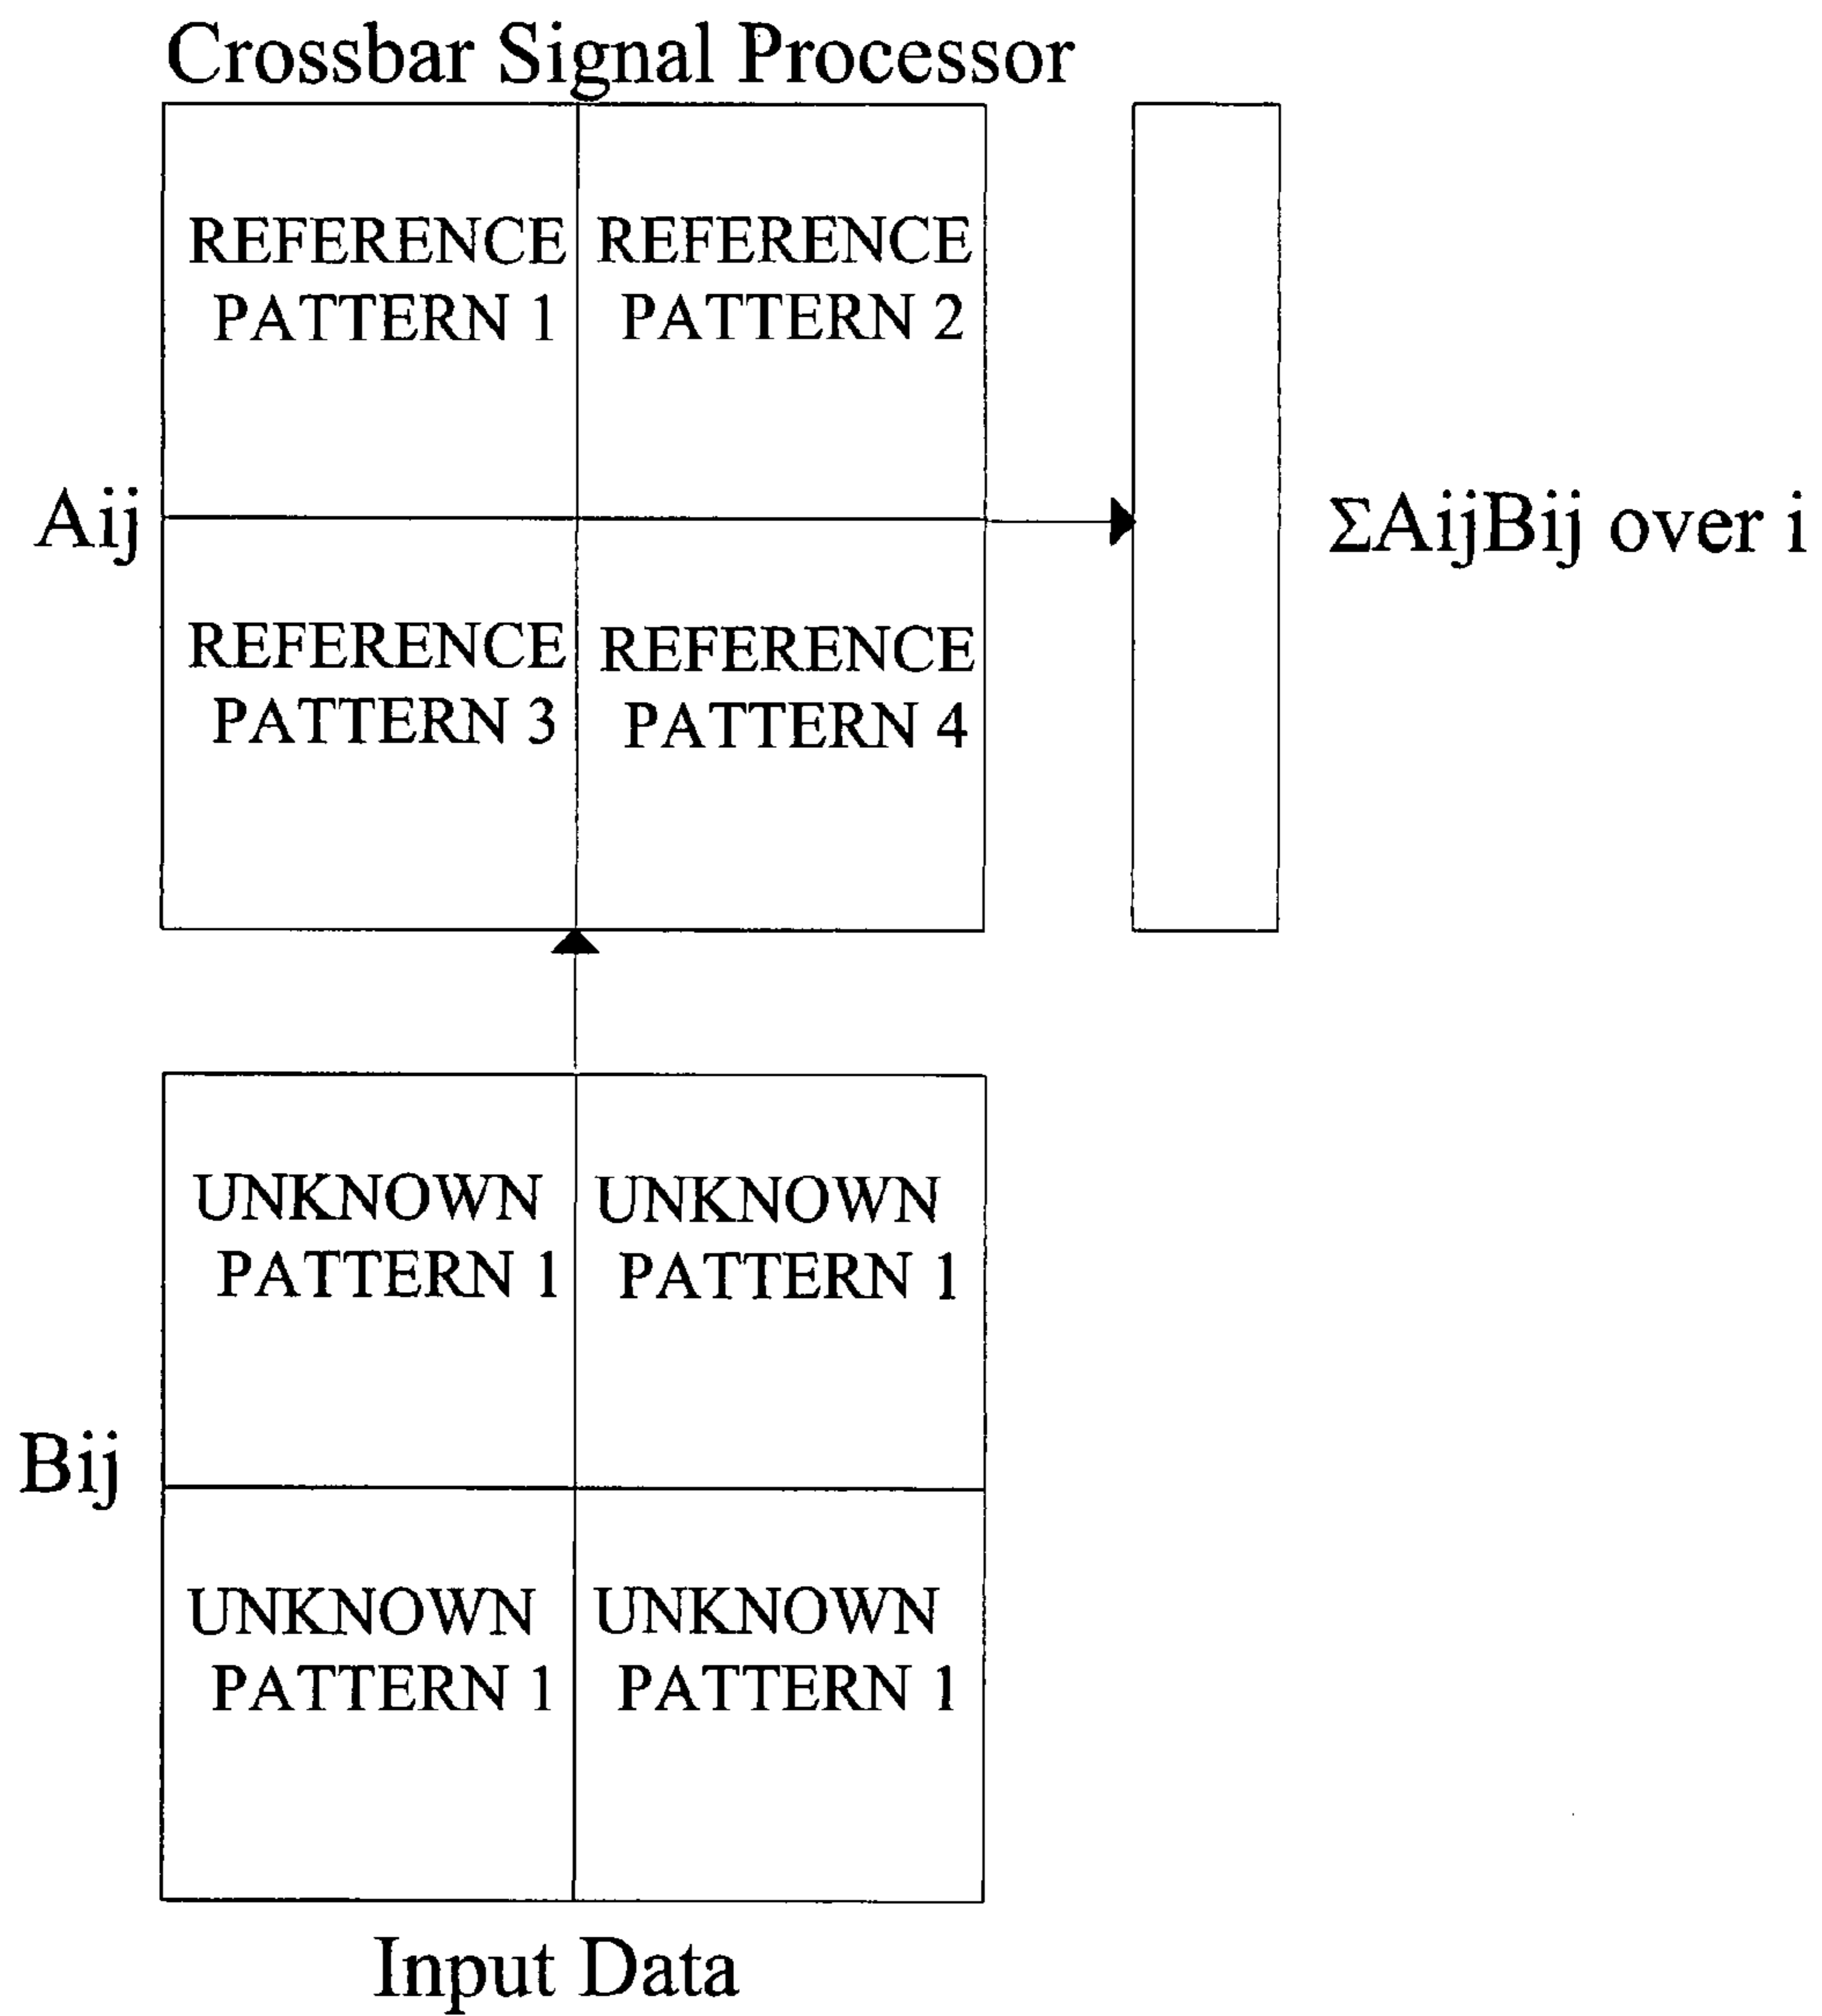 Crossbar Signal Processor
REFERENCE
PATTERN 1
REFERENCE
PATTERN 2
Aij
ΣAijBij over i
REFERENCE
PATTERN 3
REFERENCE
PATTERN 4
UNKNOWN
PATTERN 1
UNKNOWN
PATTERN 1
Bij
UNKNOWN
PATTERN 1
UNKNOWN
PATTERN 1
Input Data